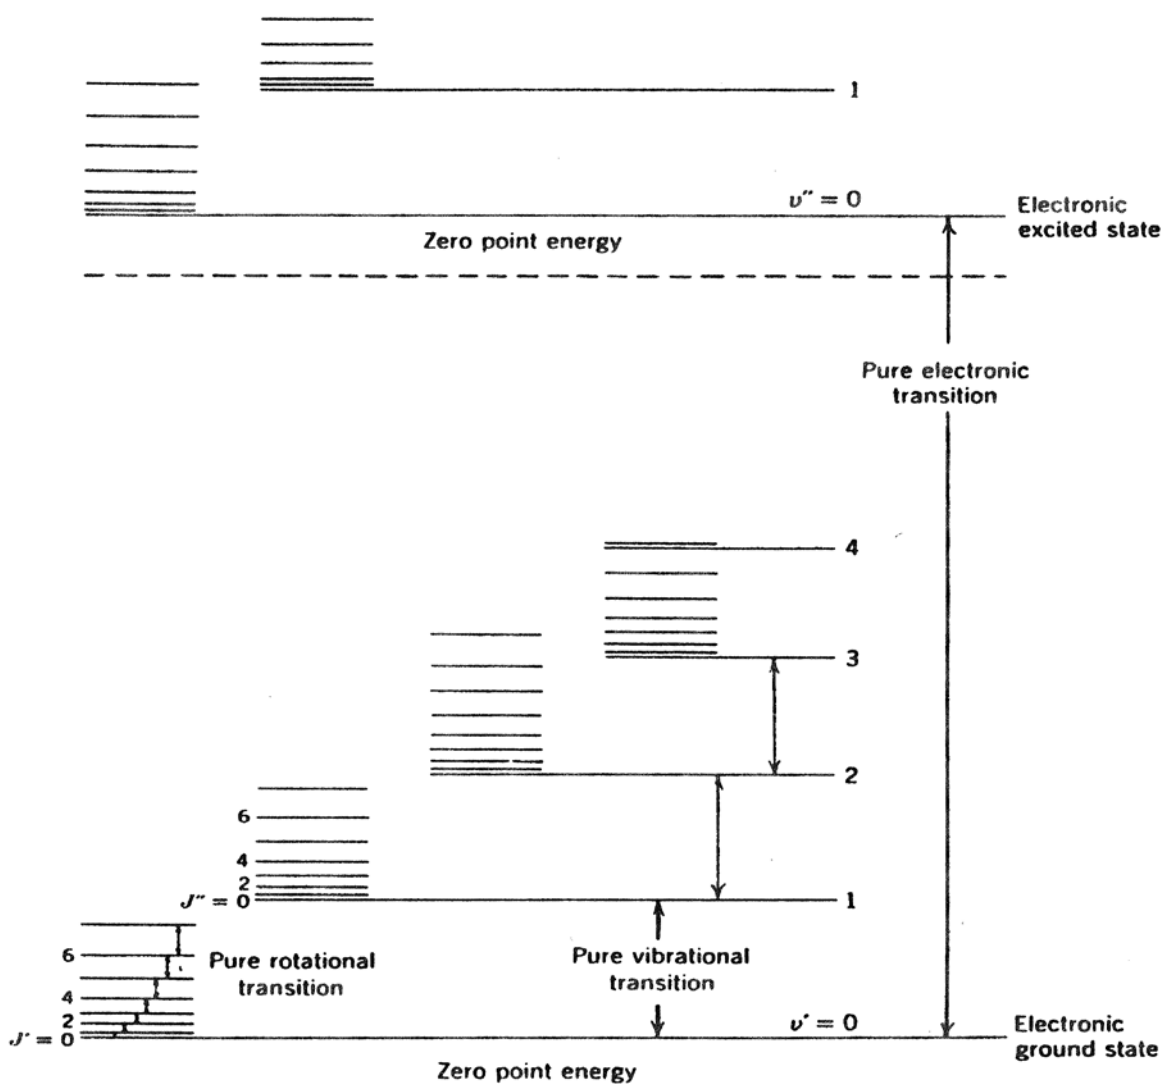 1
υ″ = 0
Electronic
excited state
Zero point energy
Pure electronic
transition
4
3
2
6
4
2
J″ = 0
1
6
4
2
J′ = 0
Pure rotational
transition
Pure vibrational
transition
υ′ = 0
Electronic
ground state
Zero point energy